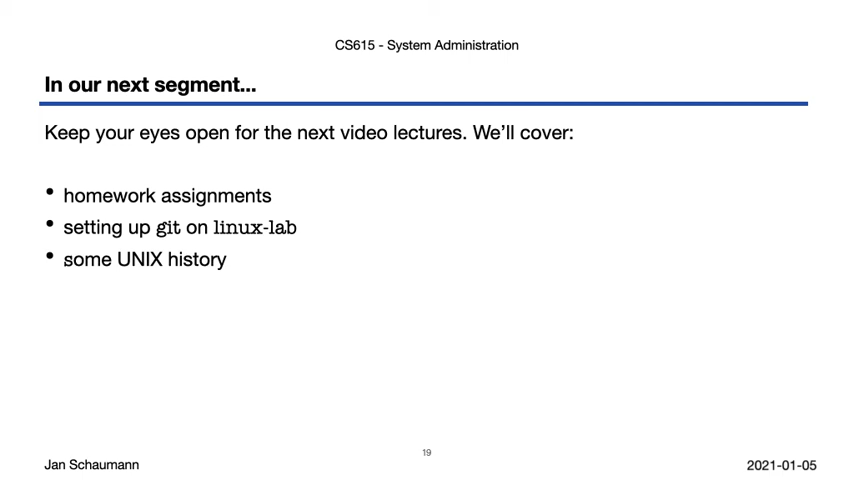 CS615 - System Administration
In our next segment...
Keep your eyes open for the next video lectures. We'll cover:
• homework assignments
• setting up git on linux-lab
• some UNIX history
19
Jan Schaumann
2021-01-05